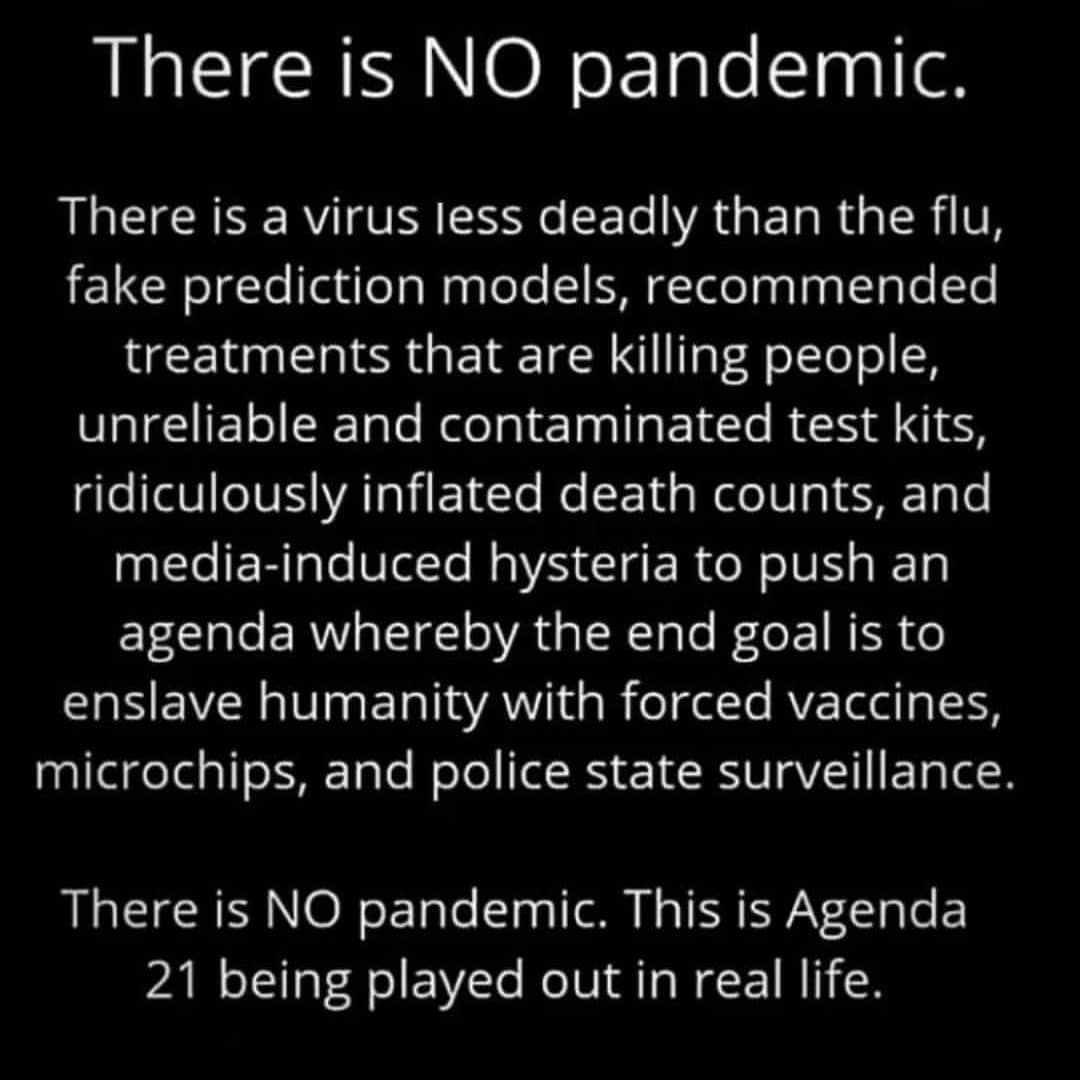 There is NO pandemic.
There is a virus less deadly than the flu,
fake prediction models, recommended
treatments that are killing people,
unreliable and contaminated test kits,
ridiculously inflated death counts, and
media-induced hysteria to push an
agenda whereby the end goal is to
enslave humanity with forced vaccines,
microchips, and police state surveillance.
There is NO pandemic. This is Agenda
21 being played out in real life.